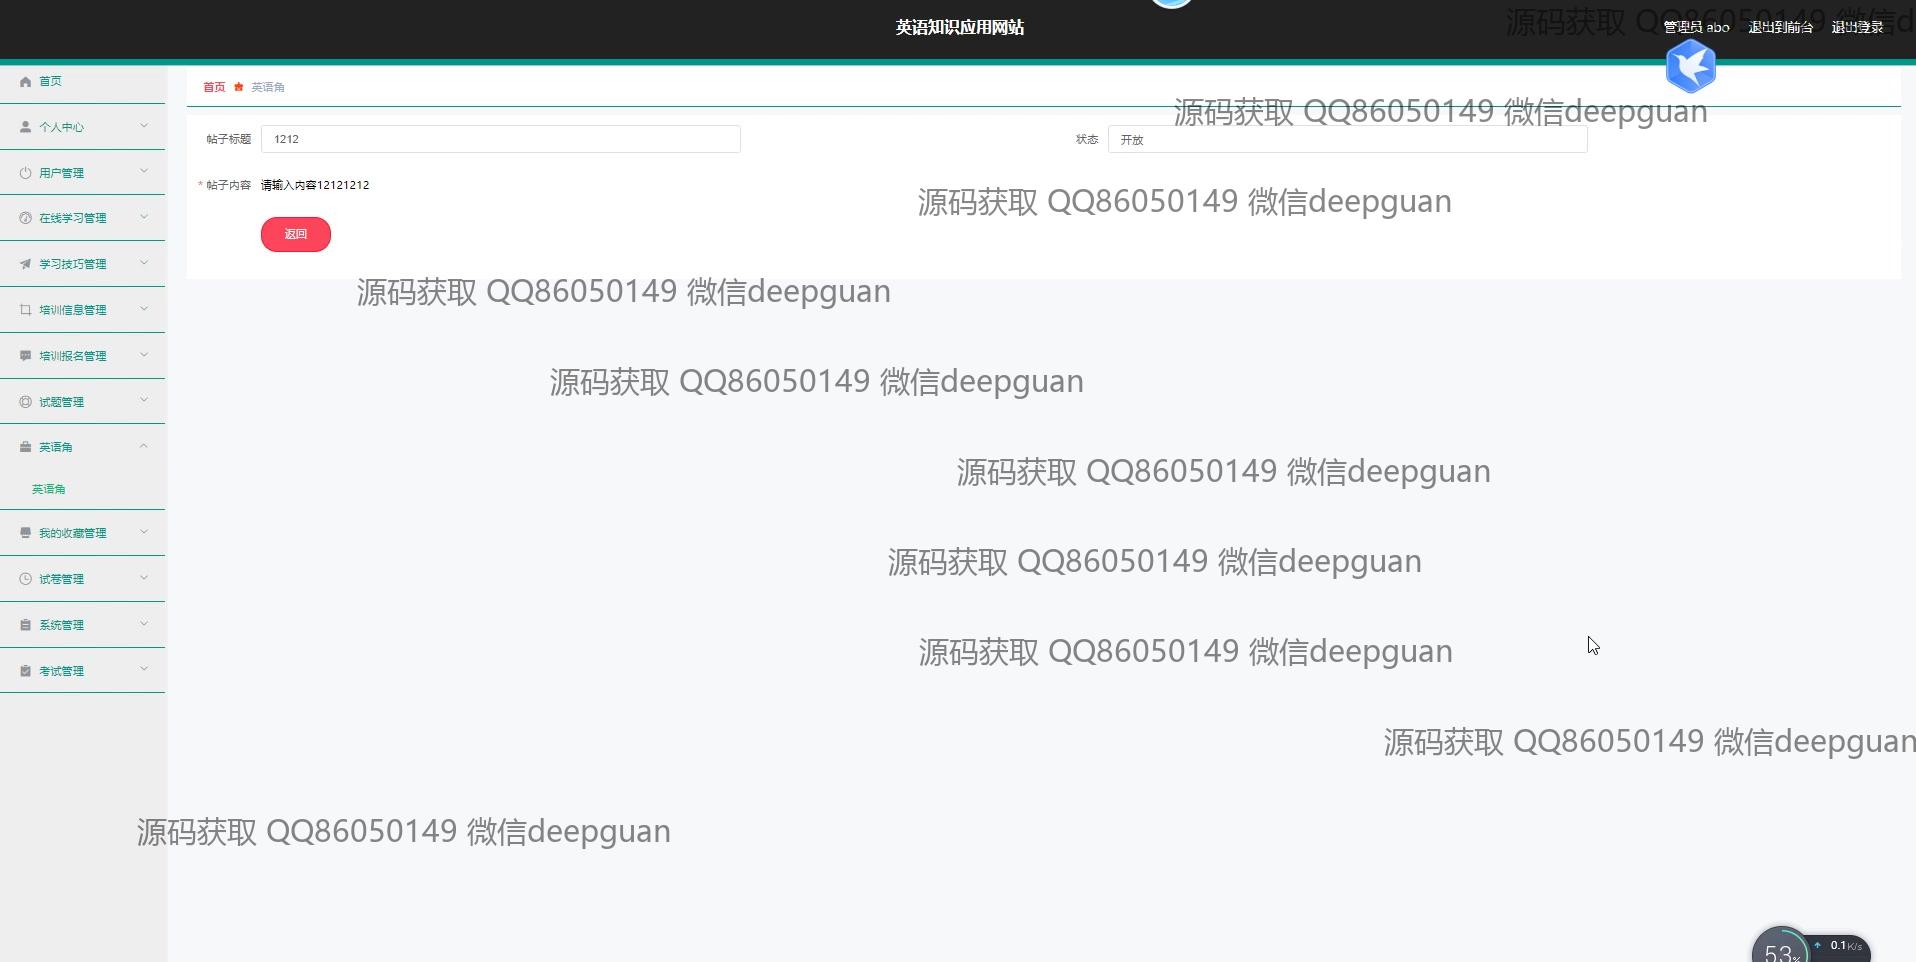 英语知识应用网站
源码获取 QQ86050149 微信d
管理员 abo 退出到前台 退出登录
首页
个人中心
用户管理
在线学习管理
学习技巧管理
培训信息管理
培训报名管理
试题管理
英语角
英语角
我的收藏管理
试卷管理
系统管理
考试管理
首页 英语角
源码获取 QQ86050149 微信deepguan
帖子标题 1212 状态 开放
* 帖子内容 请输入内容12121212
源码获取 QQ86050149 微信deepguan
返回
源码获取 QQ86050149 微信deepguan
源码获取 QQ86050149 微信deepguan
源码获取 QQ86050149 微信deepguan
源码获取 QQ86050149 微信deepguan
源码获取 QQ86050149 微信deepguan
源码获取 QQ86050149 微信deepguan
源码获取 QQ86050149 微信deepguan
53% 0.1K/s